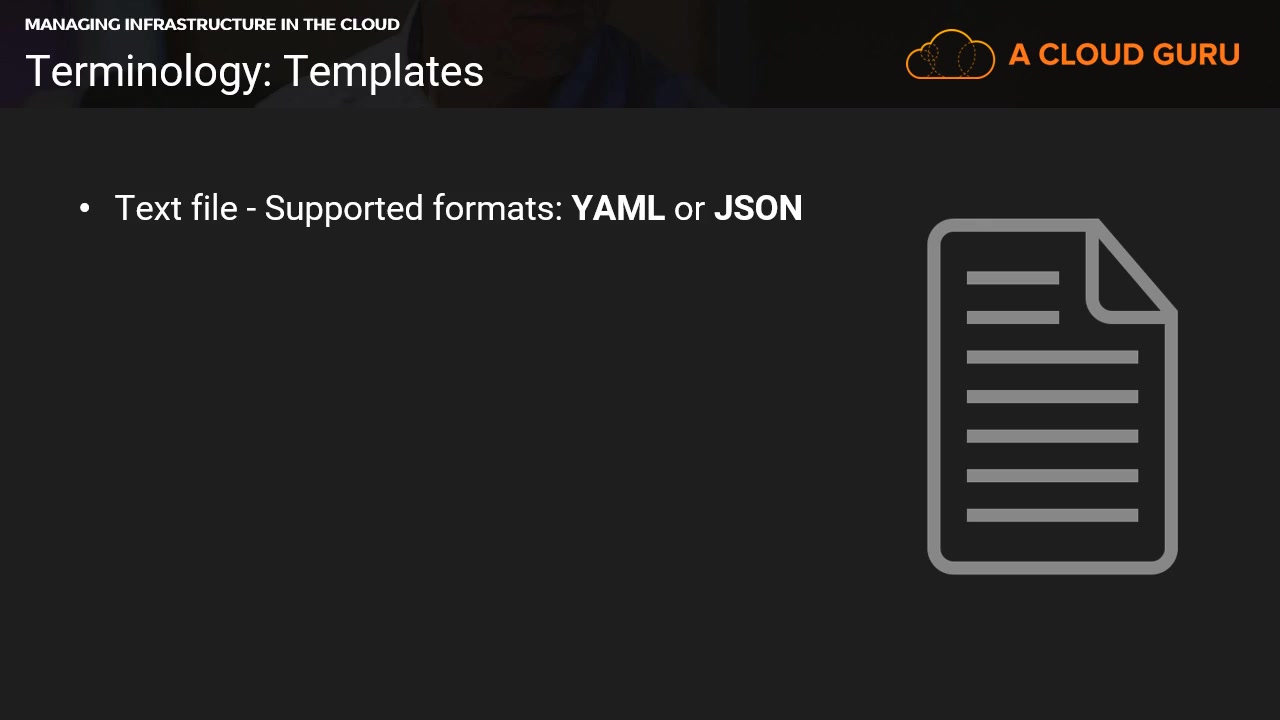 MANAGING INFRASTRUCTURE IN THE CLOUD
Terminology: Templates
A CLOUD GURU
• Text file - Supported formats: YAML or JSON